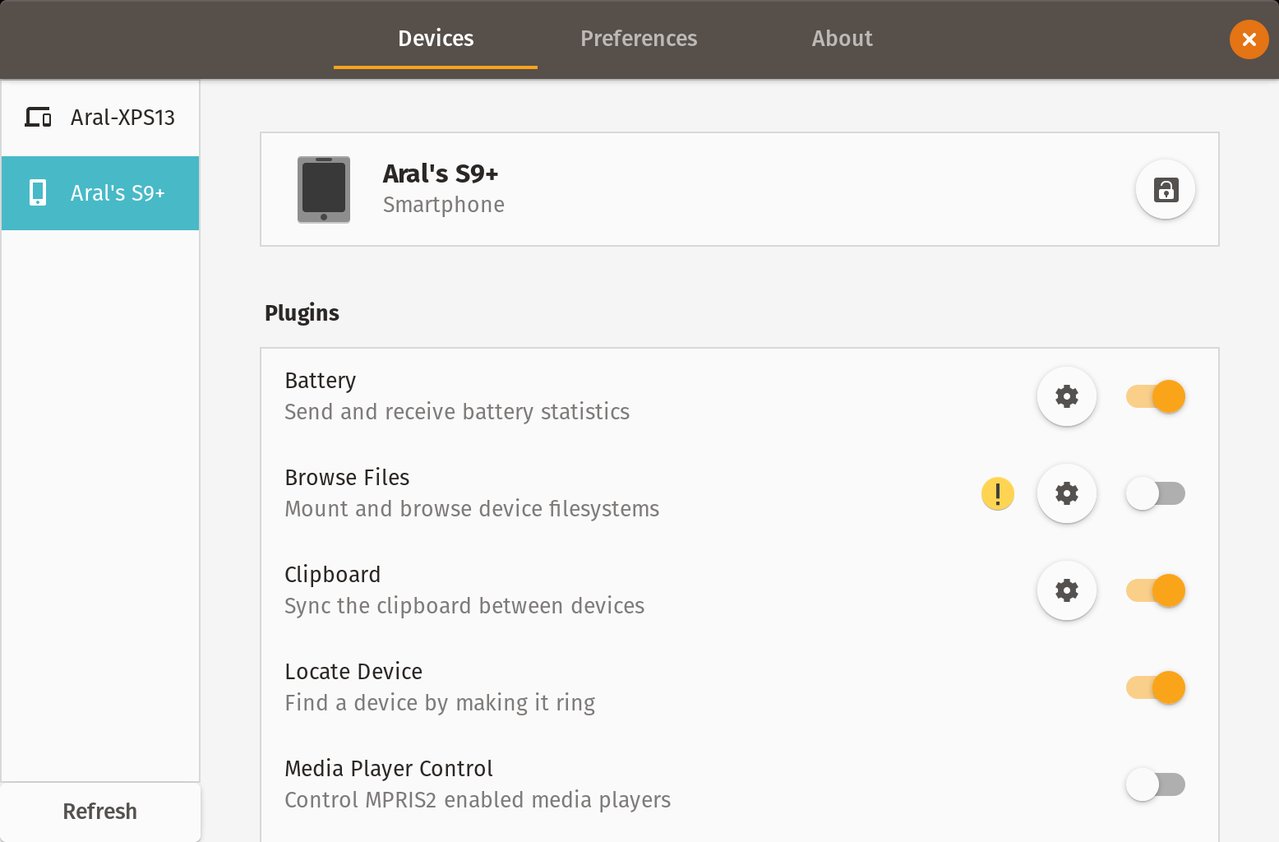 Devices
Preferences
About
Aral-XPS13
Aral's S9+
Refresh
Aral's S9+
Smartphone
Plugins
Battery
Send and receive battery statistics
Browse Files
Mount and browse device filesystems
Clipboard
Sync the clipboard between devices
Locate Device
Find a device by making it ring
Media Player Control
Control MPRIS2 enabled media players